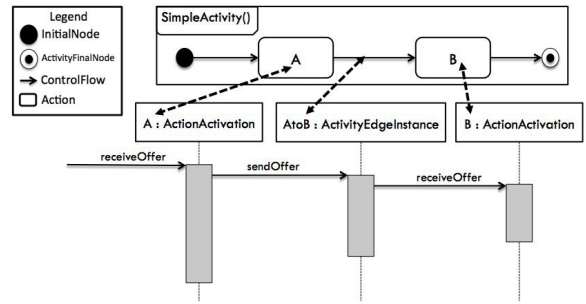 Legend
InitialNode
ActivityFinalNode
ControlFlow
Action
SimpleActivity()
A
B
A : ActionActivation
AtoB : ActivityEdgeInstance
B : ActionActivation
receiveOffer
sendOffer
receiveOffer